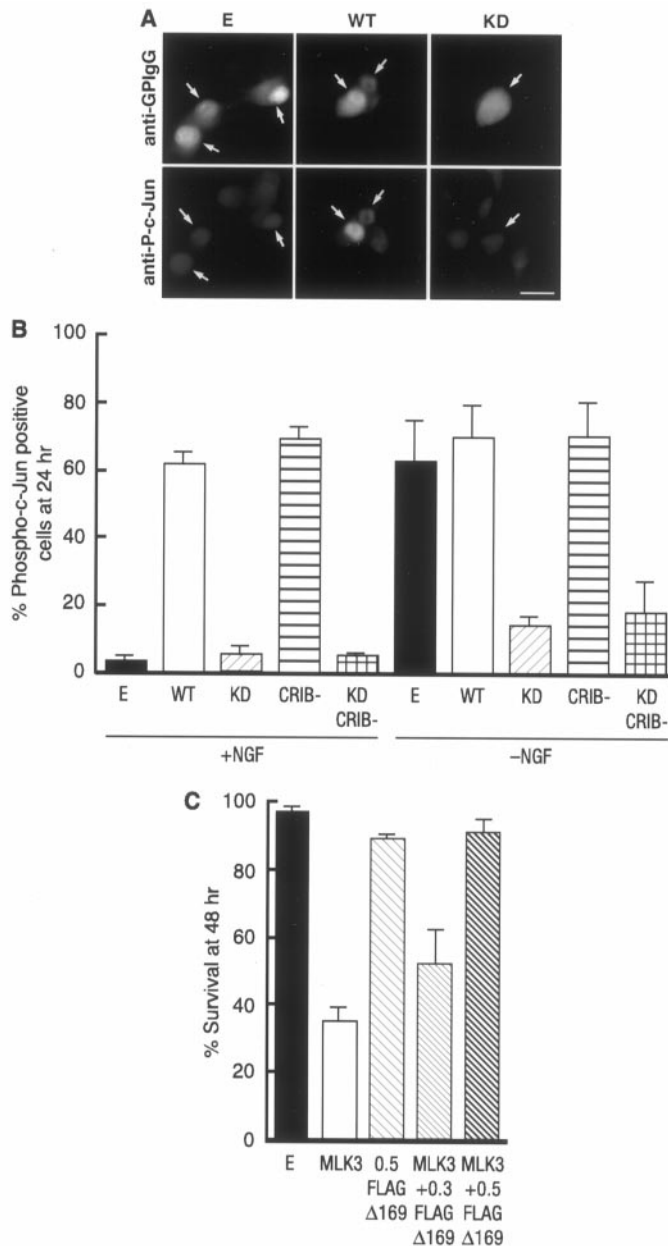 A
E WT KD
anti-GPIgG
anti-P-c-Jun
B
% Phospho-c-Jun positive
cells at 24 hr
100
80
60
40
20
0
E WT KD CRIB- KD CRIB- E WT KD CRIB- KD CRIB-
+NGF –NGF
C
% Survival at 48 hr
100
80
60
40
20
0
E MLK3 0.5 MLK3 MLK3
FLAG +0.3 +0.5
Δ169 FLAG FLAG
Δ169 Δ169